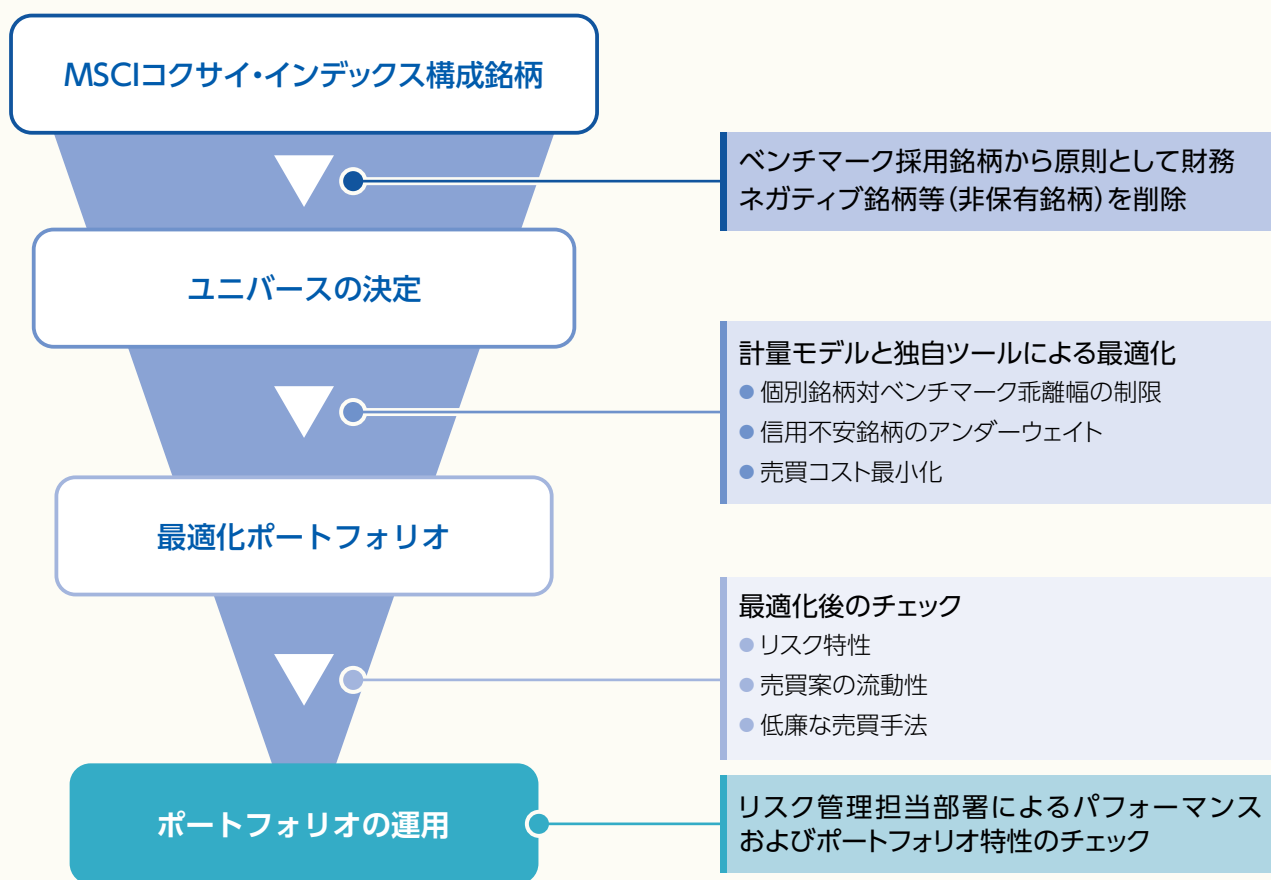 MSCIコクサイ・インデックス構成銘柄
ベンチマーク採用銘柄から原則として財務
ネガティブ銘柄等(非保有銘柄)を削除
ユニバースの決定
計量モデルと独自ツールによる最適化
● 個別銘柄対ベンチマーク乖離幅の制限
● 信用不安銘柄のアンダーウェイト
● 売買コスト最小化
最適化ポートフォリオ
最適化後のチェック
● リスク特性
● 売買案の流動性
● 低廉な売買手法
ポートフォリオの運用
リスク管理担当部署によるパフォーマンス
およびポートフォリオ特性のチェック